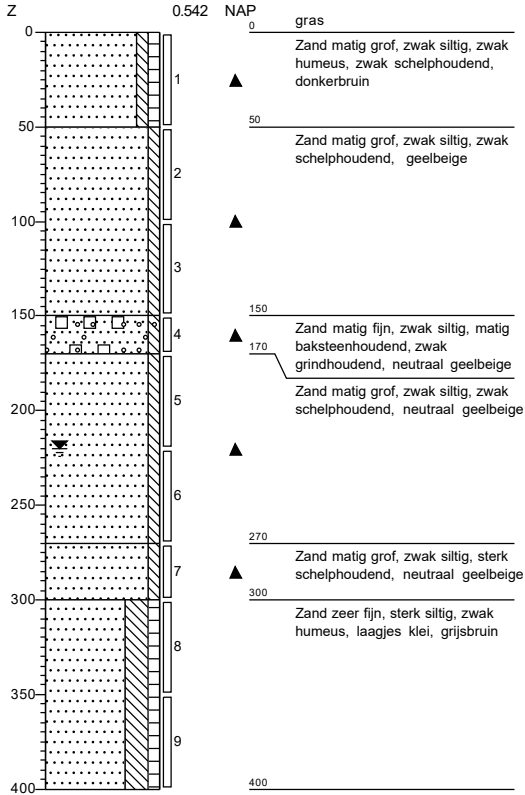 Z 0.542 NAP
0
50
100
150
200
250
300
350
400
1
2
3
4
5
6
7
8
9
0 gras
Zand matig grof, zwak siltig, zwak
humeus, zwak schelphoudend,
donkerbruin
50
Zand matig grof, zwak siltig, zwak
schelphoudend, geelbeige
150
Zand matig fijn, zwak siltig, matig
baksteenhoudend, zwak
grindhoudend, neutraal geelbeige
170
Zand matig grof, zwak siltig, zwak
schelphoudend, neutraal geelbeige
270
Zand matig grof, zwak siltig, sterk
schelphoudend, neutraal geelbeige
300
Zand zeer fijn, sterk siltig, zwak
humeus, laagjes klei, grijsbruin
400